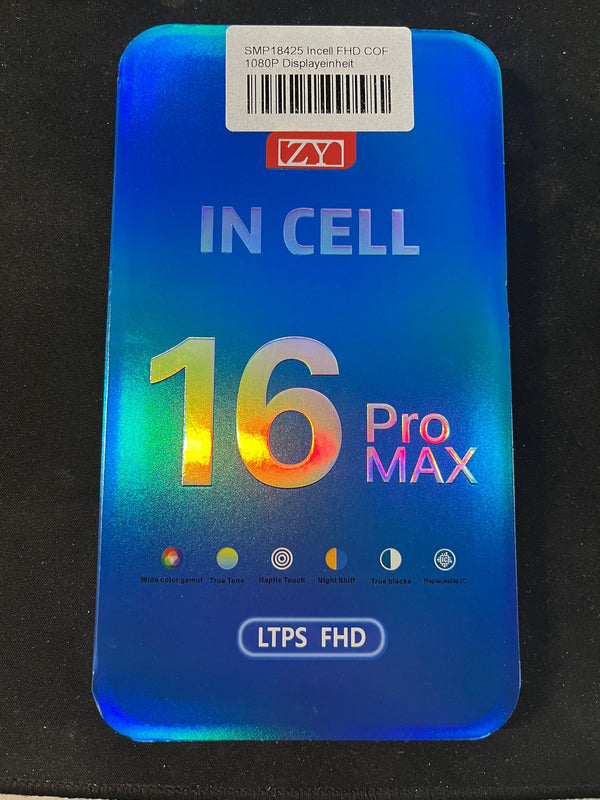 SMP18425 Incell FHD COF
1080P Displayeinheit
ZY
IN CELL
16 Pro
MAX
Wide color gamut True Tone Haptic Touch Night Shift True blacks Replaceable IC
LTPS FHD